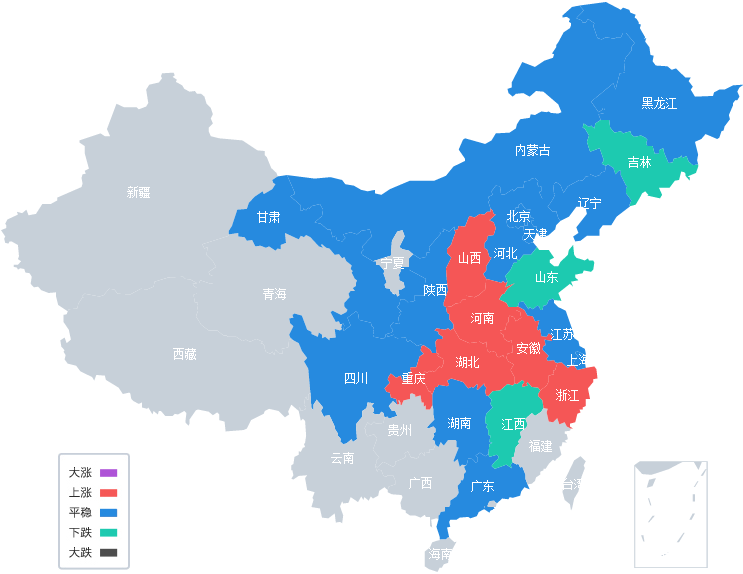 黑龙江
内蒙古
吉林
新疆
辽宁
甘肃
北京
天津
河北
山西
宁夏
山东
陕西
青海
河南
江苏
安徽
西藏
上海
湖北
四川
重庆
浙江
湖南
江西
贵州
福建
云南
广西
广东
台湾
海南
大涨
上涨
平稳
下跌
大跌